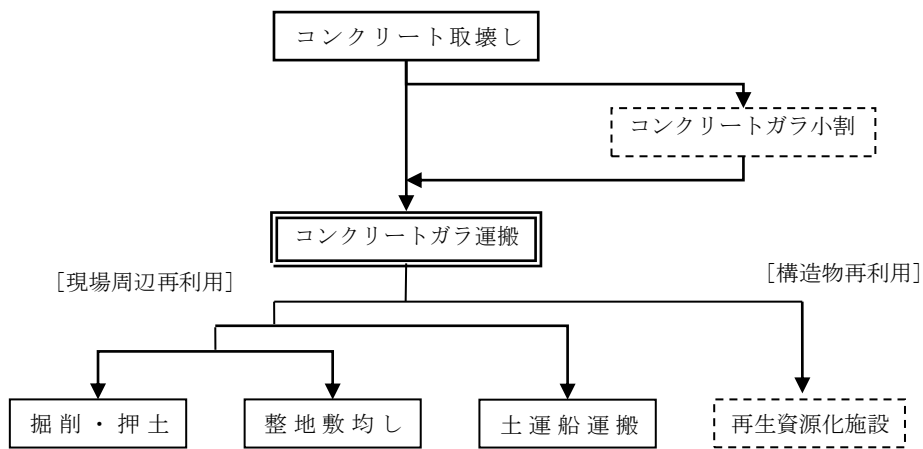 コンクリート取壊し
コンクリートガラ小割
コンクリートガラ運搬
［現場周辺再利用］
［構造物再利用］
掘削・押土
整地敷均し
土運船運搬
再生資源化施設